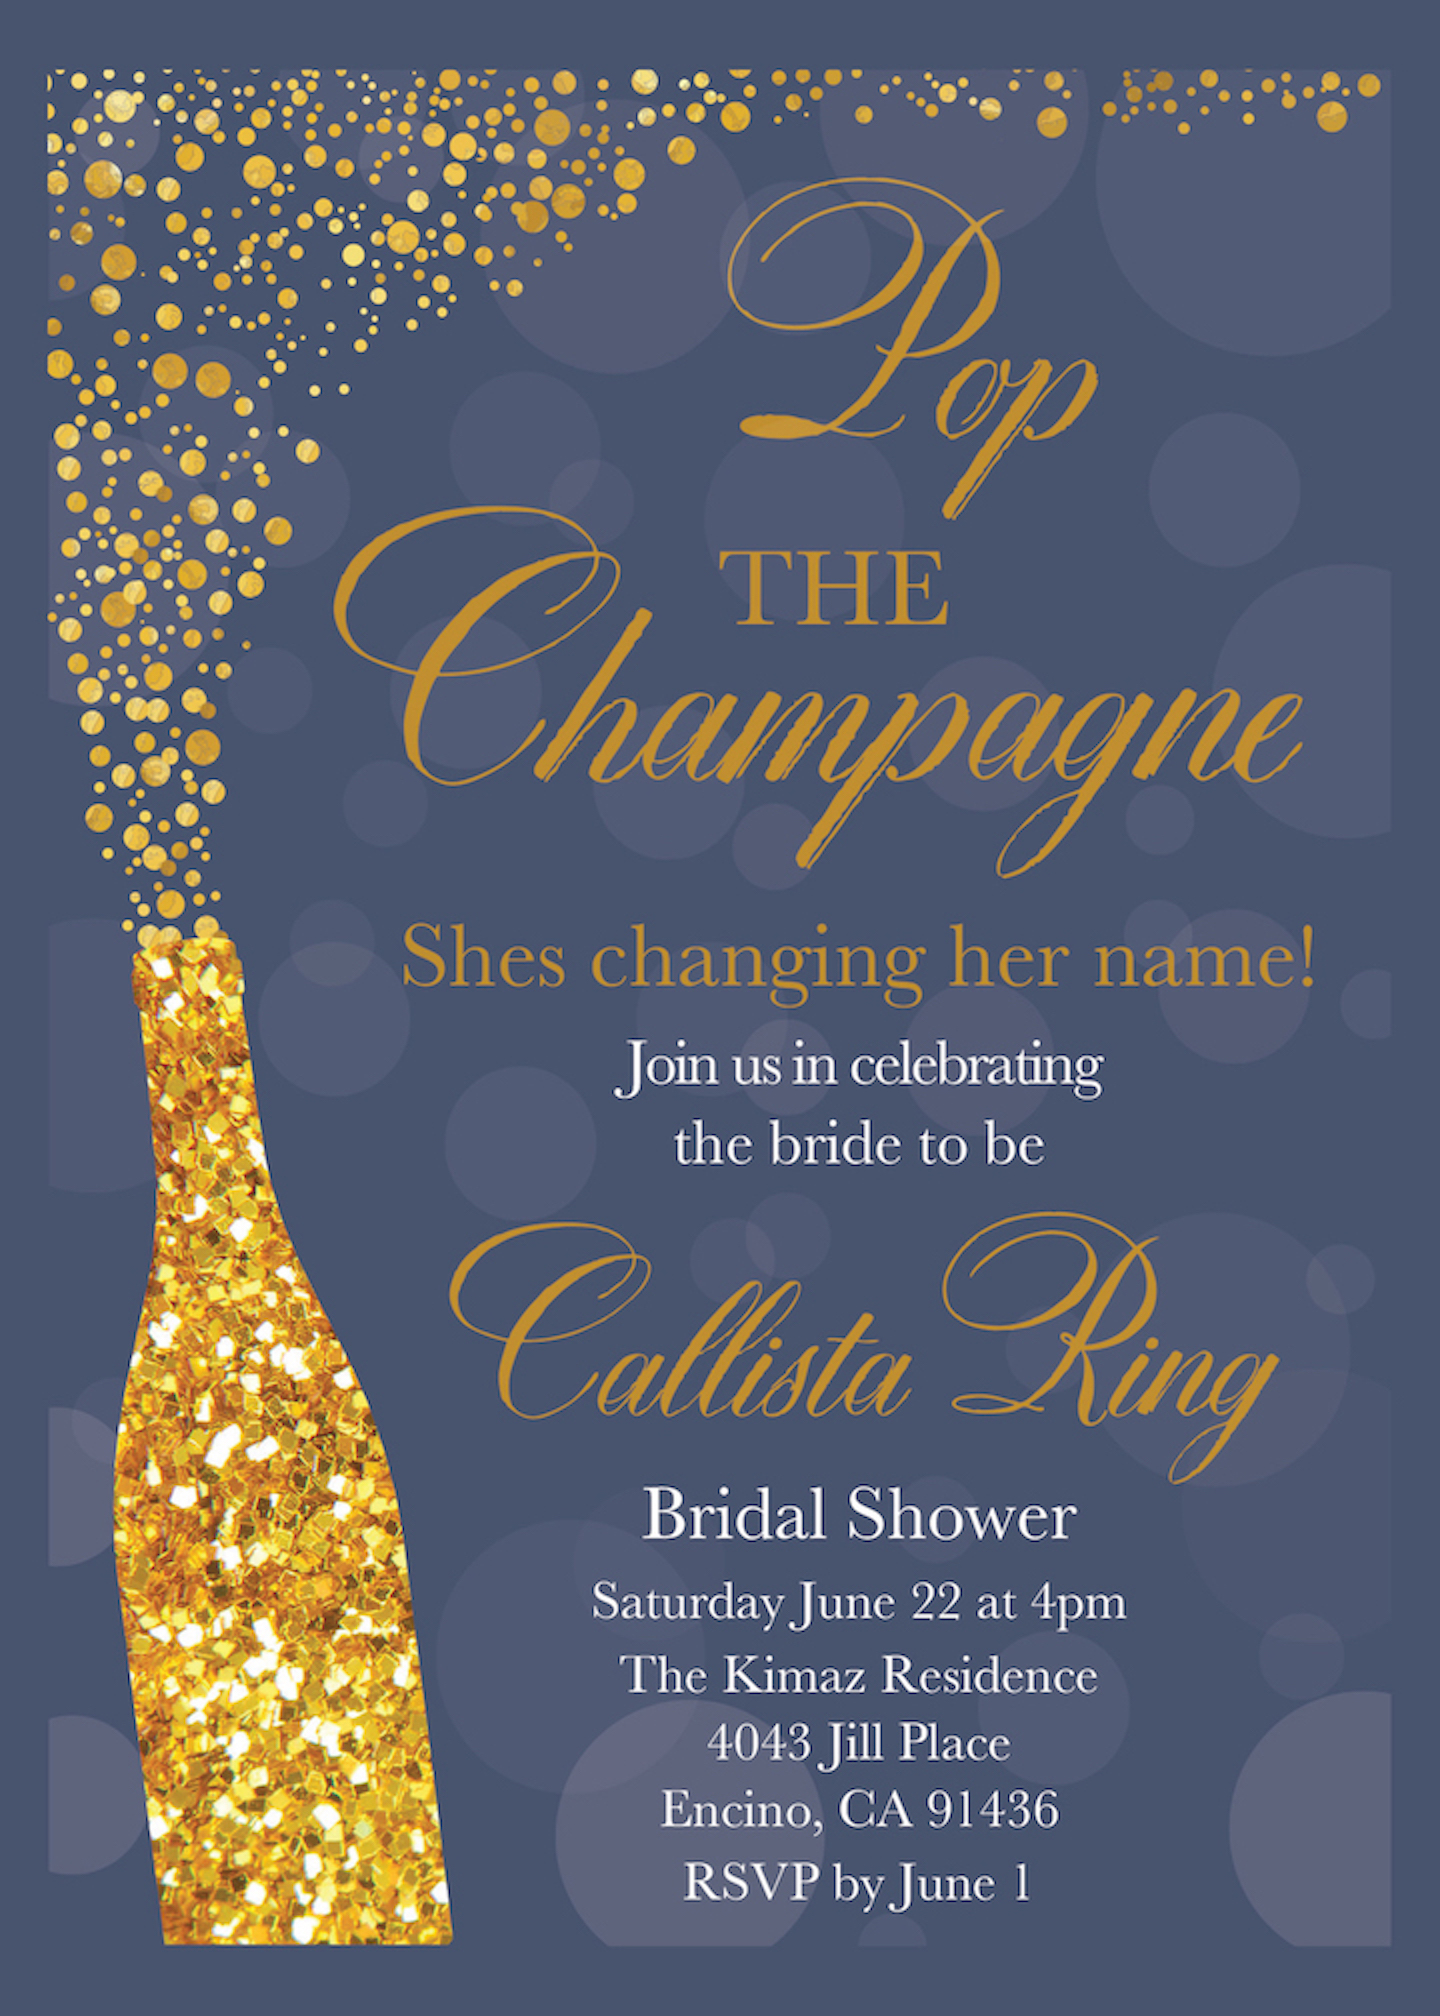 Pop
THE
Champagne
Shes changing her name!
Join us in celebrating
the bride to be
Callista Ring
Bridal Shower
Saturday June 22 at 4pm
The Kimaz Residence
4043 Jill Place
Encino, CA 91436
RSVP by June 1